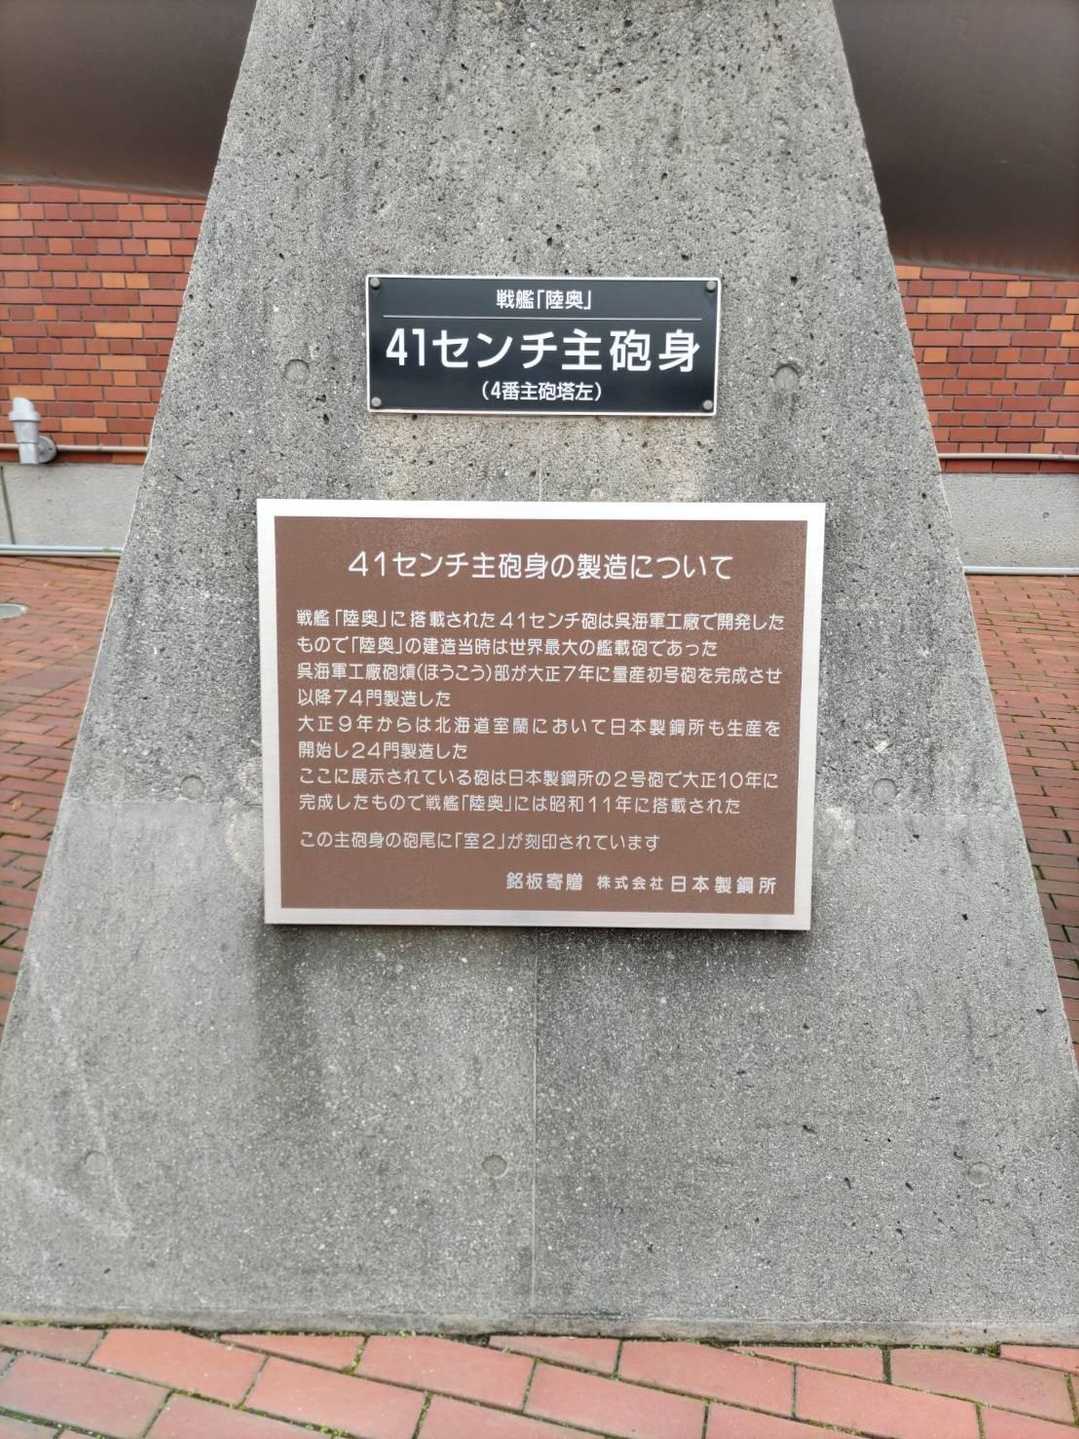 戦艦「陸奥」
41センチ主砲身
(4番主砲塔左)
41センチ主砲身の製造について
戦艦「陸奥」に搭載された41センチ砲は呉海軍工廠で開発した
もので「陸奥」の建造当時は世界最大の艦載砲であった
呉海軍工廠砲熕(ほうこう)部が大正7年に量産初号砲を完成させ
以降74門製造した
大正9年からは北海道室蘭において日本製鋼所も生産を
開始し24門製造した
ここに展示されている砲は日本製鋼所の2号砲で大正10年に
完成したもので戦艦「陸奥」には昭和11年に搭載された
この主砲身の砲尾に「室2」が刻印されています
銘板寄贈 株式会社日本製鋼所